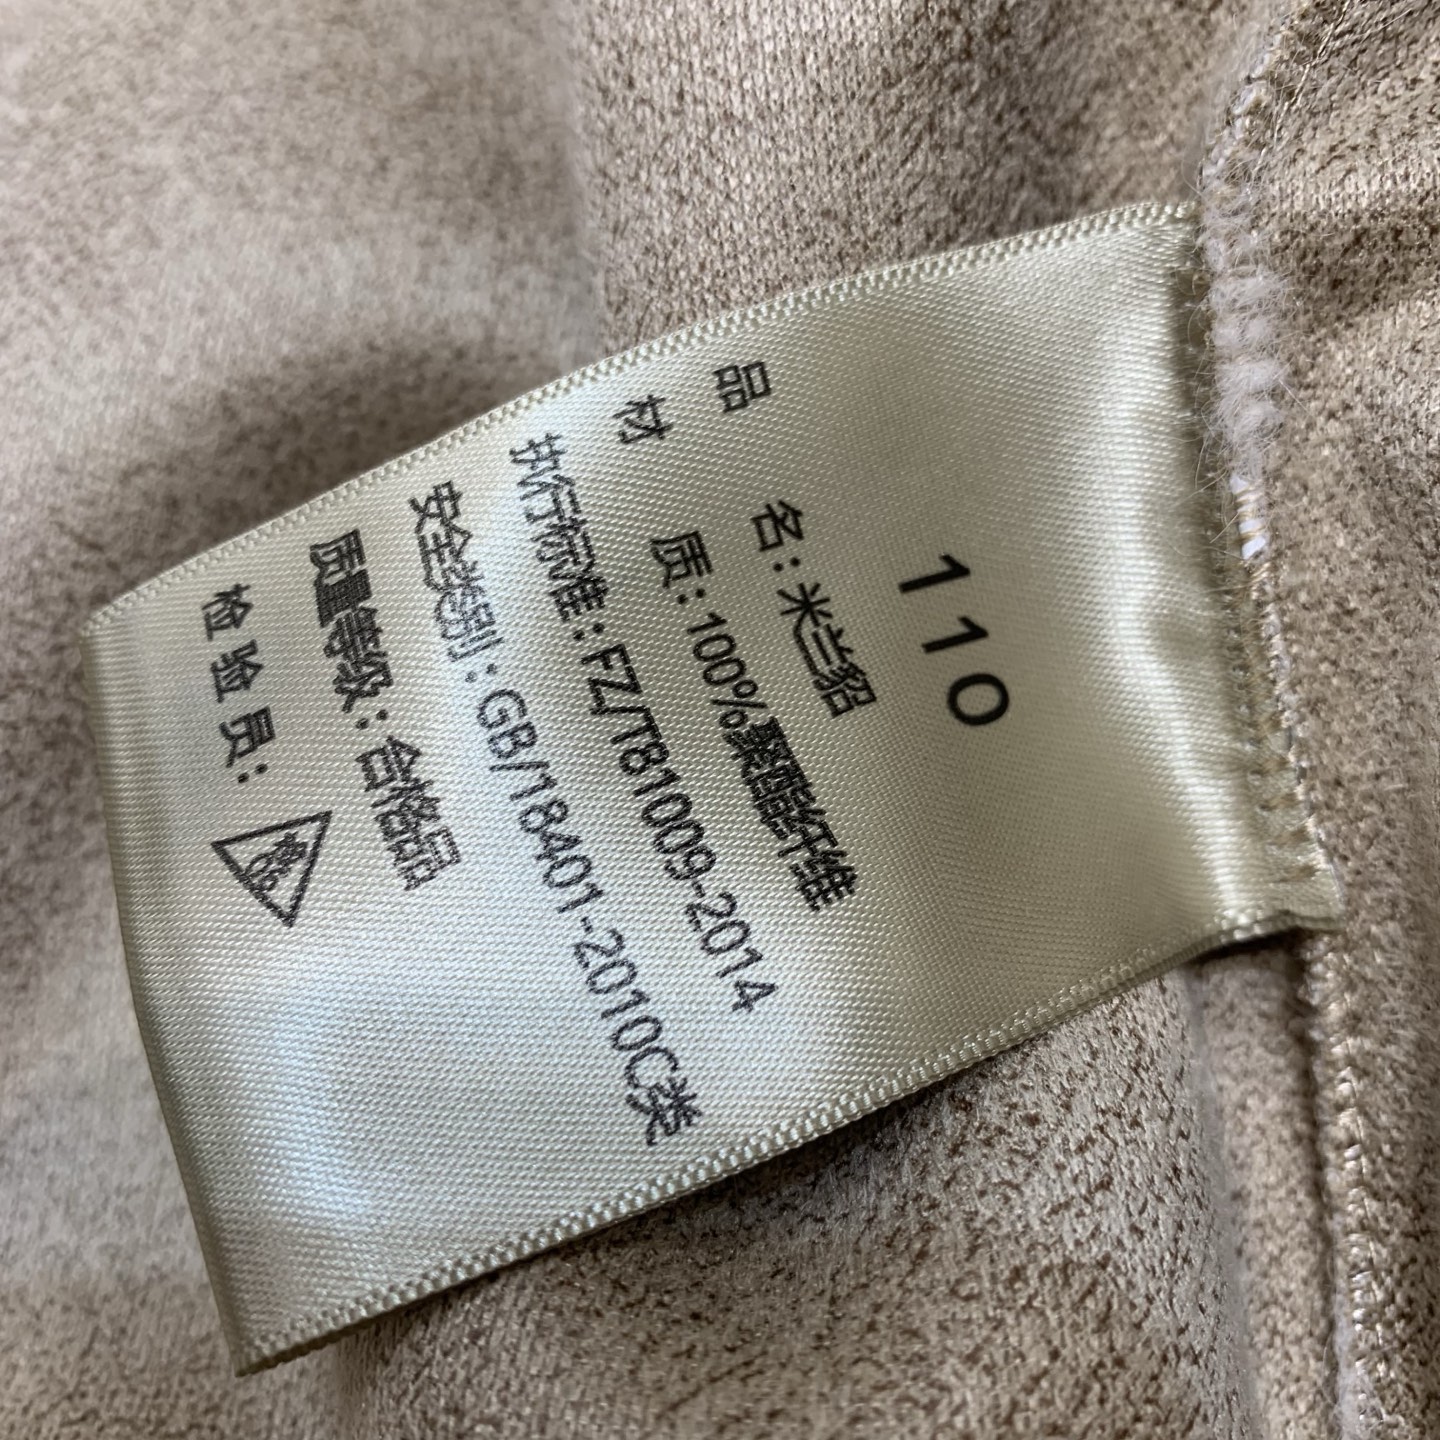 110
品 名:米兰貂
材 质:100%聚酯纤维
执行标准:FZ/T81009-2014
安全类别:GB/18401-2010C类
质量等级:合格品
检验员:
检
06